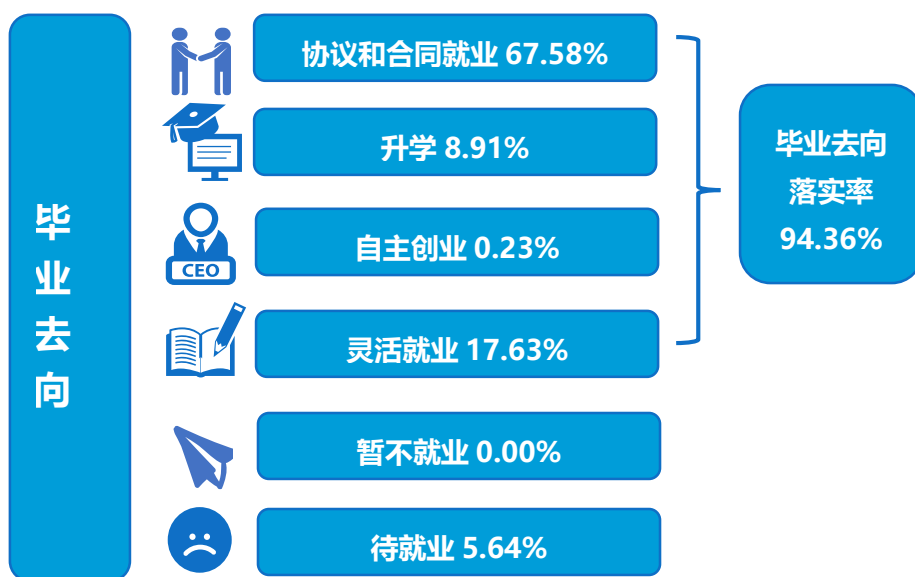 毕业去向
协议和合同就业 67.58%
升学 8.91%
CEO
自主创业 0.23%
灵活就业 17.63%
暂不就业 0.00%
待就业 5.64%
毕业去向
落实率
94.36%